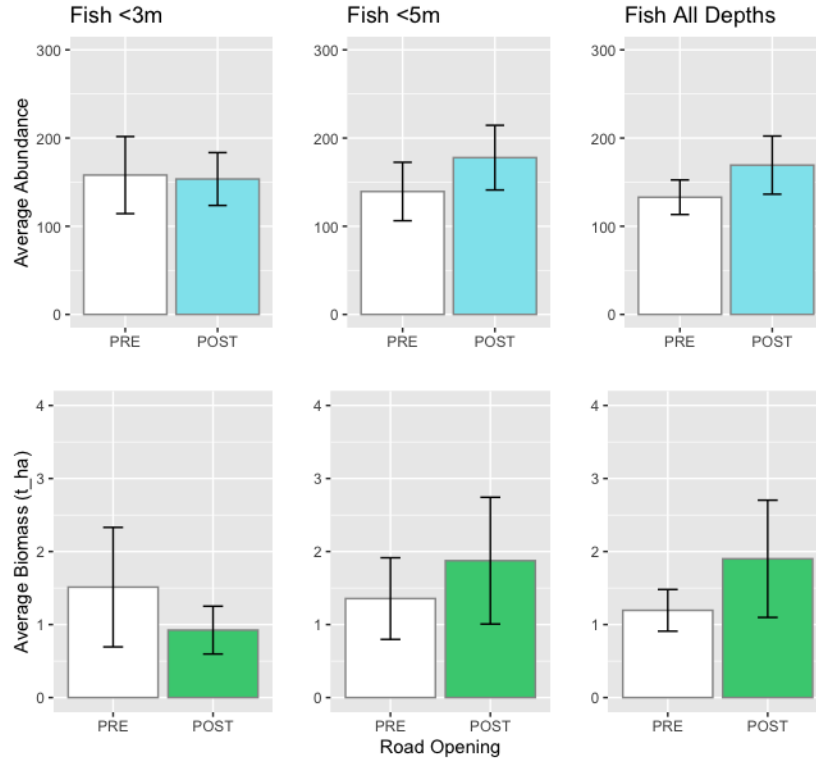 Fish <3m
Fish <5m
Fish All Depths
Average Abundance
300
200
100
0
300
200
100
0
300
200
100
0
PRE
POST
PRE
POST
PRE
POST
Average Biomass (t_ha)
4
3
2
1
0
4
3
2
1
0
4
3
2
1
0
PRE
POST
PRE
POST
PRE
POST
Road Opening